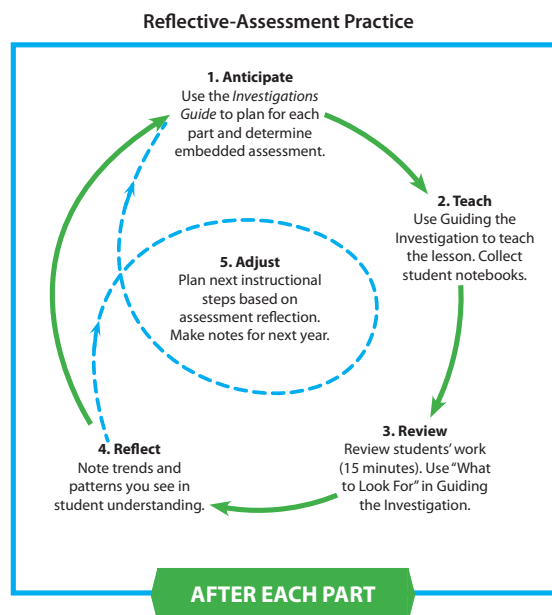 Reflective-Assessment Practice
1. Anticipate
Use the Investigations
Guide to plan for each
part and determine
embedded assessment.
2. Teach
Use Guiding the
Investigation to teach
the lesson. Collect
student notebooks.
5. Adjust
Plan next instructional
steps based on
assessment reflection.
Make notes for next year.
3. Review
Review students’ work
(15 minutes). Use “What
to Look For” in Guiding
the Investigation.
4. Reflect
Note trends and
patterns you see in
student understanding.
AFTER EACH PART